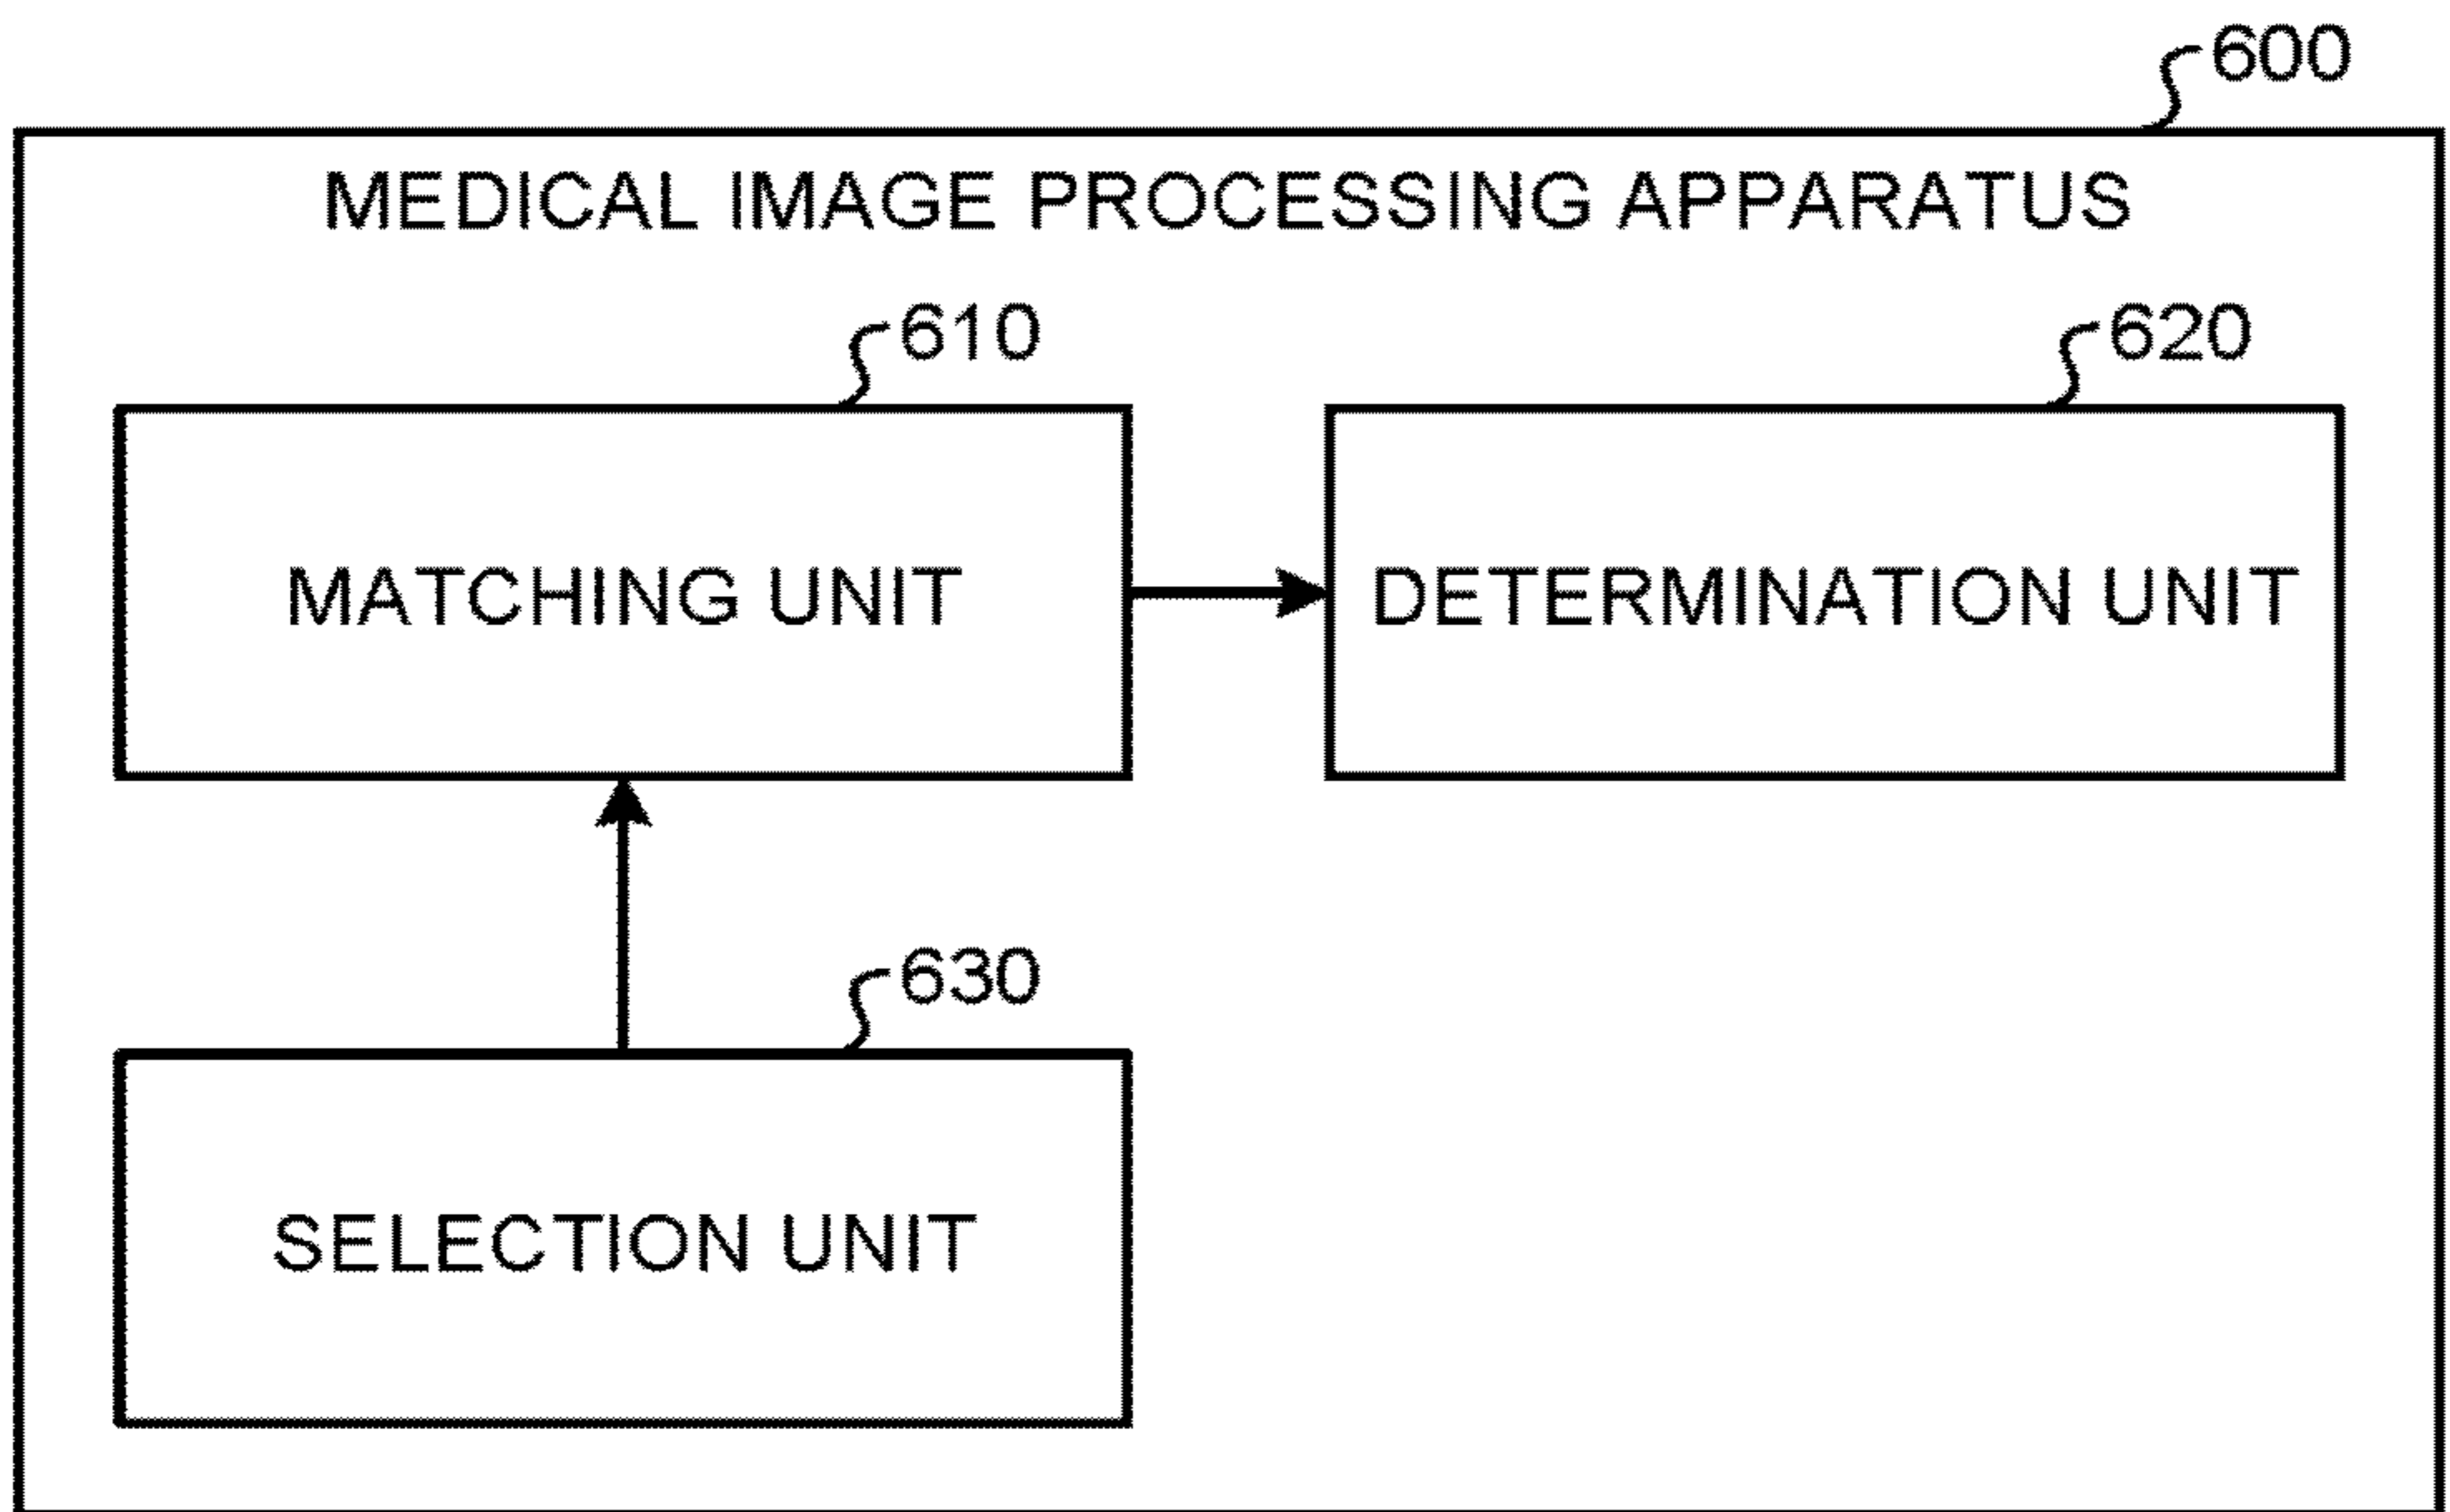 600
MEDICAL IMAGE PROCESSING APPARATUS
610
620
MATCHING UNIT
DETERMINATION UNIT
630
SELECTION UNIT